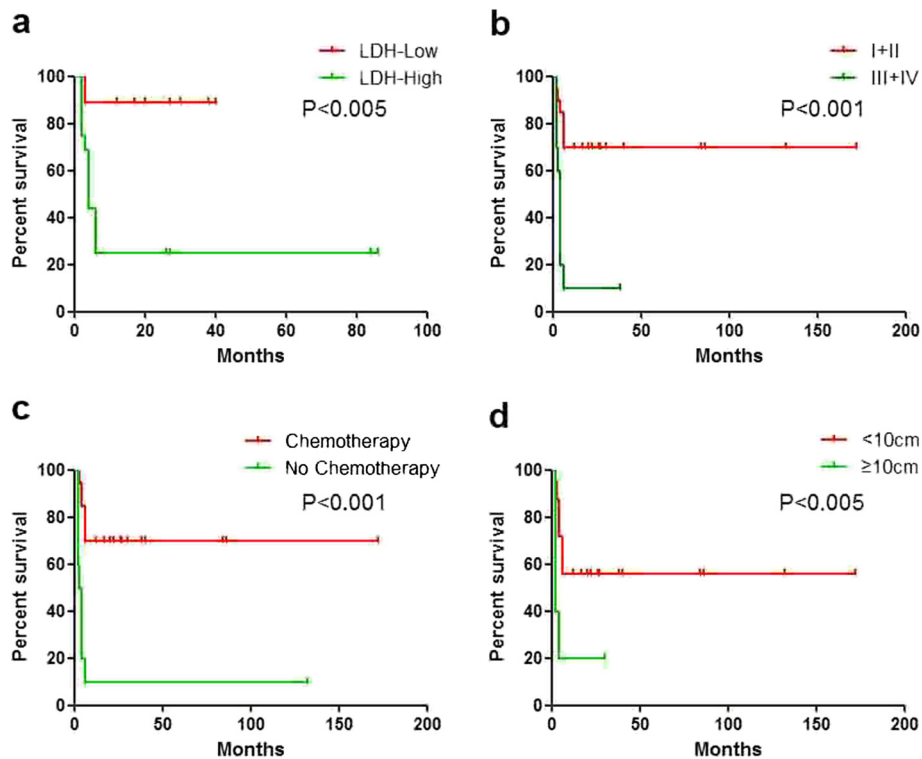 a
LDH-Low
LDH-High
P<0.005
Percent survival
100
80
60
40
20
0
0 20 40 60 80 100
Months
b
I+II
III+IV
P<0.001
Percent survival
100
80
60
40
20
0
0 50 100 150 200
Months
c
Chemotherapy
No Chemotherapy
P<0.001
Percent survival
100
80
60
40
20
0
0 50 100 150 200
Months
d
<10cm
≥10cm
P<0.005
Percent survival
100
80
60
40
20
0
0 50 100 150 200
Months